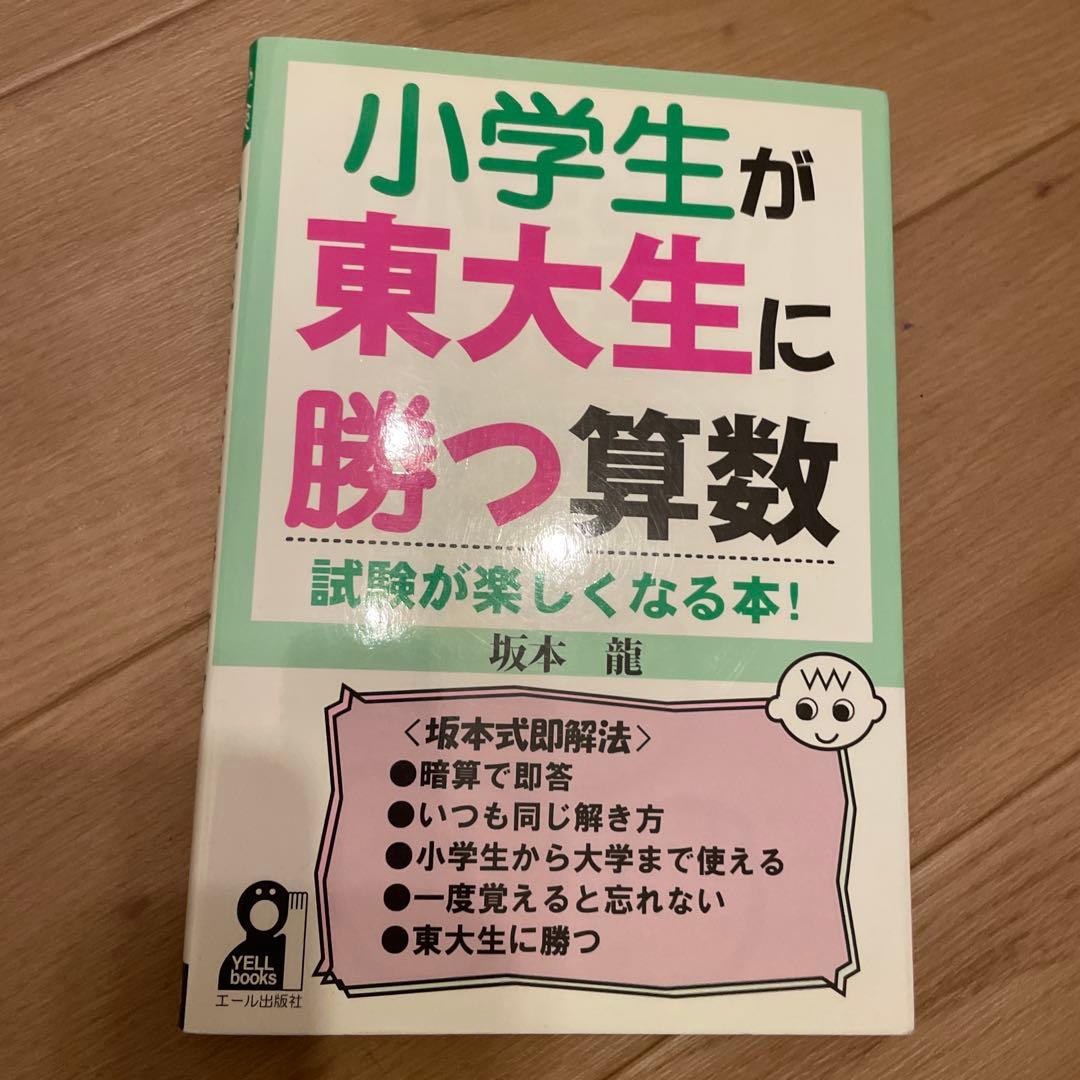 小学生が
東大生に
勝つ算数
試験が楽しくなる本!
坂本 龍
〈坂本式即解法〉
●暗算で即答
●いつも同じ解き方
●小学生から大学まで使える
●一度覚えると忘れない
●東大生に勝つ
YELL
books
エール出版社